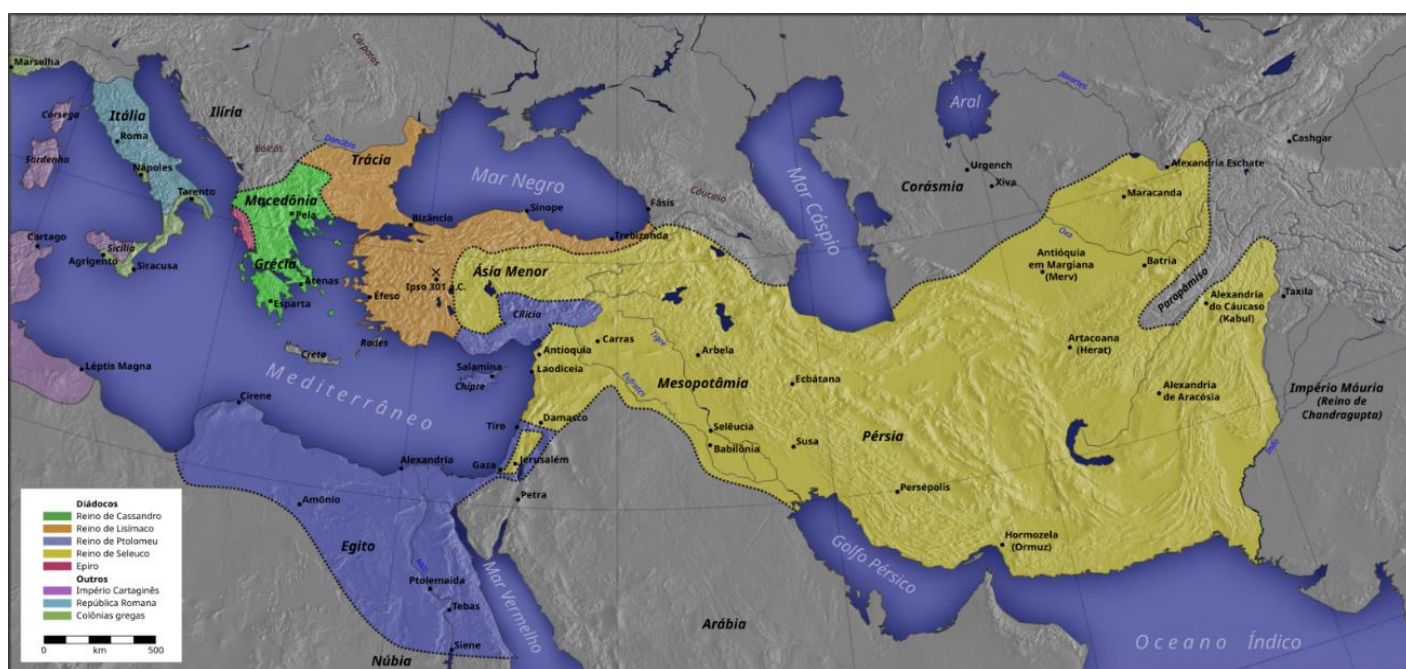 Marselha
Córsega
Sardenha
Itália
Roma
Nápoles
Tarento
Cartago
Sicília
Agrigento
Siracusa
Léptis Magna
Ilíria
Cárpatos
Balcãs
Danúbio
Trácia
Macedônia
Pela
Grécia
Atenas
Esparta
Creta
Rodes
Bizâncio
Mar Negro
Sínope
Fásis
Trebizonda
Cáucaso
Ipso 301 a.C.
Éfeso
Ásia Menor
Cilícia
Mediterrâneo
Cirene
Salamina
Chipre
Antioquia
Laodiceia
Carras
Tigre
Eufrates
Arbela
Mesopotâmia
Ecbátana
Damasco
Tiro
Jerusalém
Gaza
Alexandria
Selêucia
Babilônia
Susa
Pérsia
Persépolis
Petra
Amônio
Egito
Nilo
Ptolemaída
Tebas
Siene
Núbia
Mar Vermelho
Arábia
Golfo Pérsico
Hormozela
(Ormuz)
Oceano Índico
Mar Cáspio
Aral
Jaxartes
Urgench
Xiva
Corásmia
Cashgar
Alexandria Eschate
Maracanda
Oxo
Antióquia
em Margiana
(Merv)
Batria
Paropâmiso
Alexandria
do Cáucaso
(Kabul)
Taxila
Artacoana
(Herat)
Alexandria
de Aracósia
Império Máuria
(Reino de
Chandragupta)
Indo
Diádocos
Reino de Cassandro
Reino de Lisímaco
Reino de Ptolomeu
Reino de Seleuco
Epiro
Outros
Império Cartaginês
República Romana
Colônias gregas
0 km 500